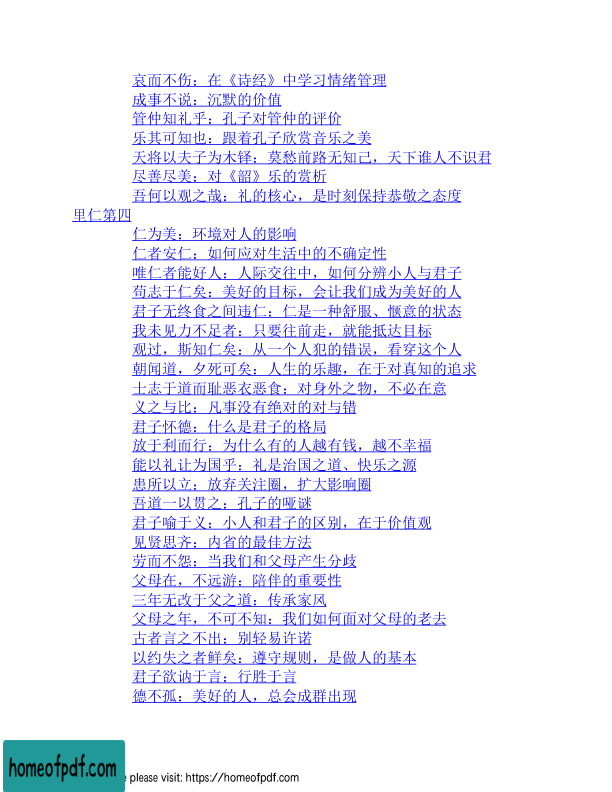 哀而不伤：在《诗经》中学习情绪管理
成事不说：沉默的价值
管仲知礼乎：孔子对管仲的评价
乐其可知也：跟着孔子欣赏音乐之美
天将以夫子为木铎：莫愁前路无知己，天下谁人不识君
尽善尽美：对《韶》乐的赏析
吾何以观之哉：礼的核心，是时刻保持恭敬之态度
里仁第四
仁为美：环境对人的影响
仁者安仁：如何应对生活中的不确定性
唯仁者能好人：人际交往中，如何分辨小人与君子
苟志于仁矣：美好的目标，会让我们成为美好的人
君子无终食之间违仁：仁是一种舒服、惬意的状态
我未见力不足者：只要往前走，就能抵达目标
观过，斯知仁矣：从一个人犯的错误，看穿这个人
朝闻道，夕死可矣：人生的乐趣，在于对真知的追求
士志于道而耻恶衣恶食：对身外之物，不必在意
义之与比：凡事没有绝对的对与错
君子怀德：什么是君子的格局
放于利而行：为什么有的人越有钱，越不幸福
能以礼让为国乎：礼是治国之道、快乐之源
患所以立：放弃关注圈，扩大影响圈
吾道一以贯之：孔子的哑谜
君子喻于义：小人和君子的区别，在于价值观
见贤思齐：内省的最佳方法
劳而不怨：当我们和父母产生分歧
父母在，不远游：陪伴的重要性
三年无改于父之道：传承家风
父母之年，不可不知：我们如何面对父母的老去
古者言之不出：别轻易许诺
以约失之者鲜矣：遵守规则，是做人的基本
君子欲讷于言：行胜于言
德不孤：美好的人，总会成群出现
homeofpdf.com
e please visit: https://homeofpdf.com